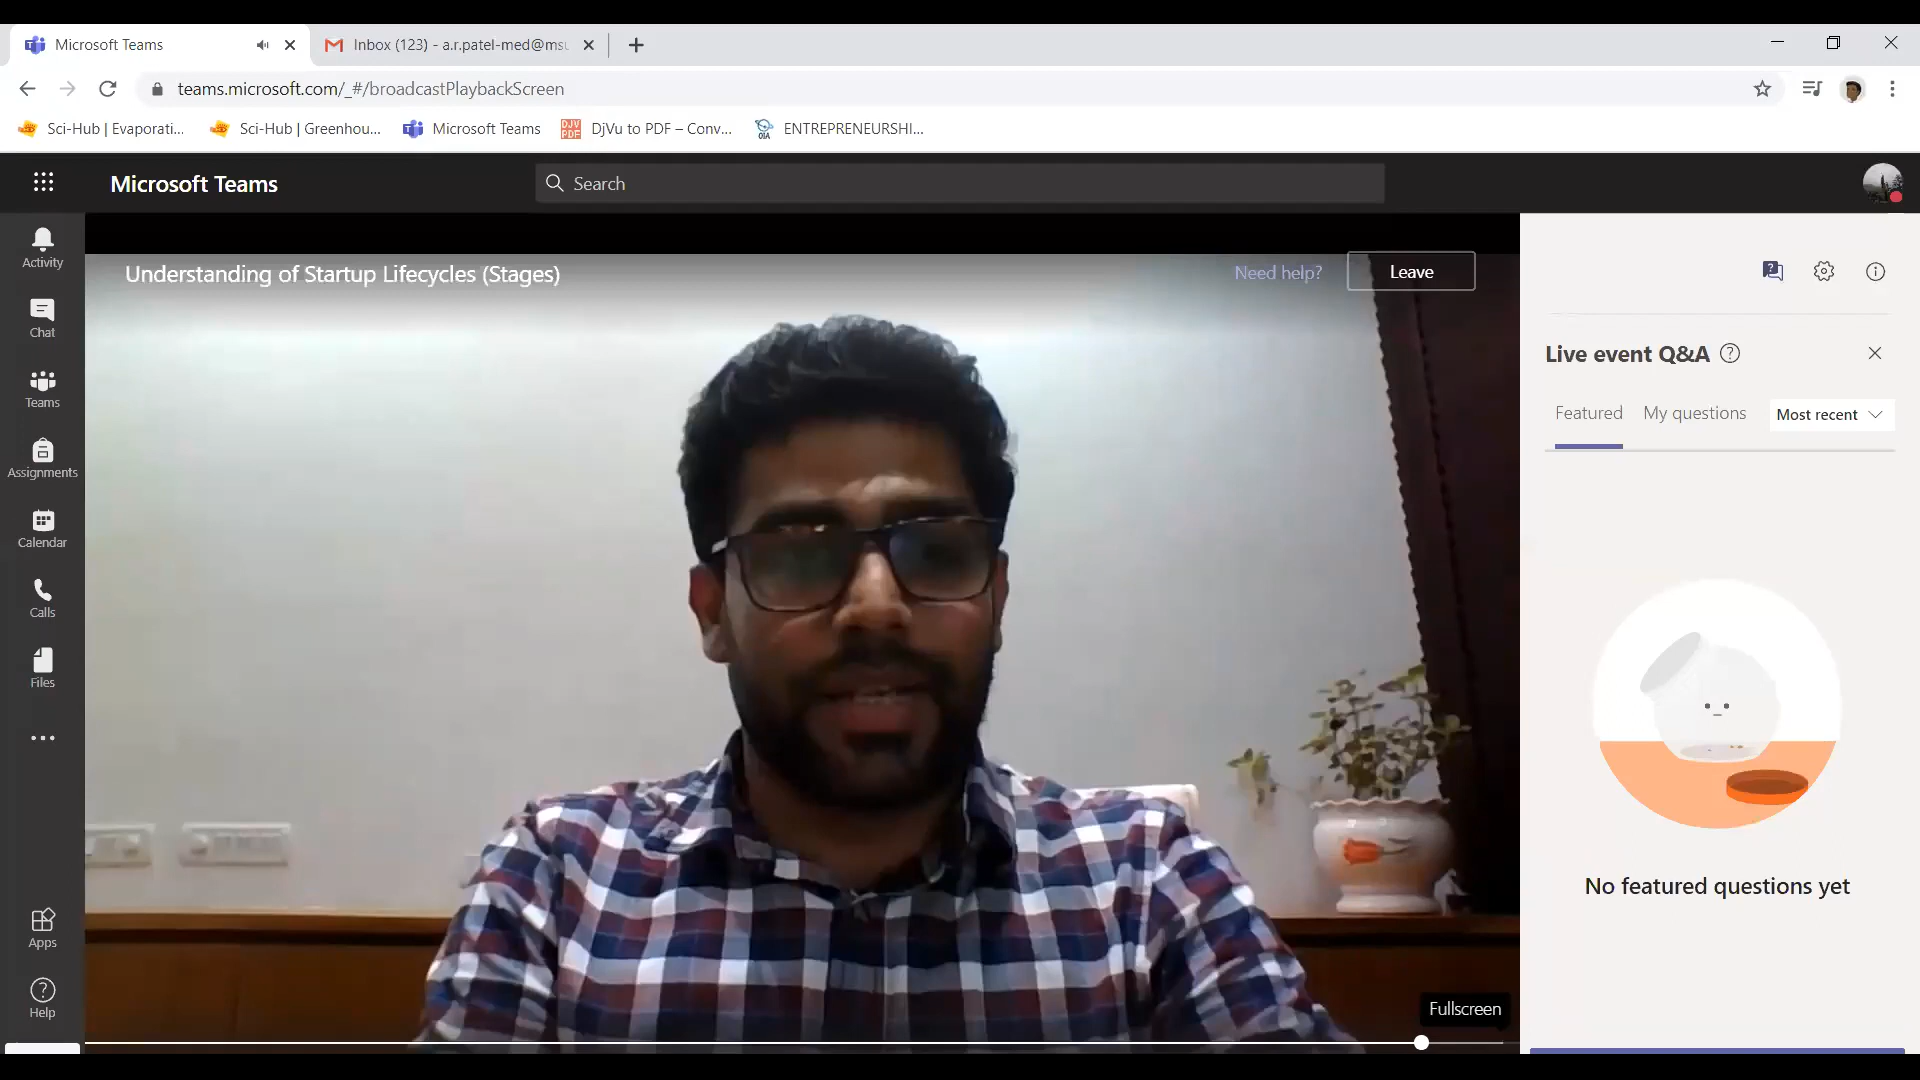 Microsoft Teams
Inbox (123) - a.r.patel-med@msu
teams.microsoft.com/_#/broadcastPlaybackScreen
Sci-Hub | Evaporati...
Sci-Hub | Greenhou...
Microsoft Teams
DjVu to PDF – Conv...
ENTREPRENEURSHI...
Microsoft Teams
Search
Activity
Chat
Teams
Assignments
Calendar
Calls
Files
Apps
Help
Understanding of Startup Lifecycles (Stages)
Need help?
Leave
Fullscreen
Live event Q&A
Featured
My questions
Most recent
No featured questions yet